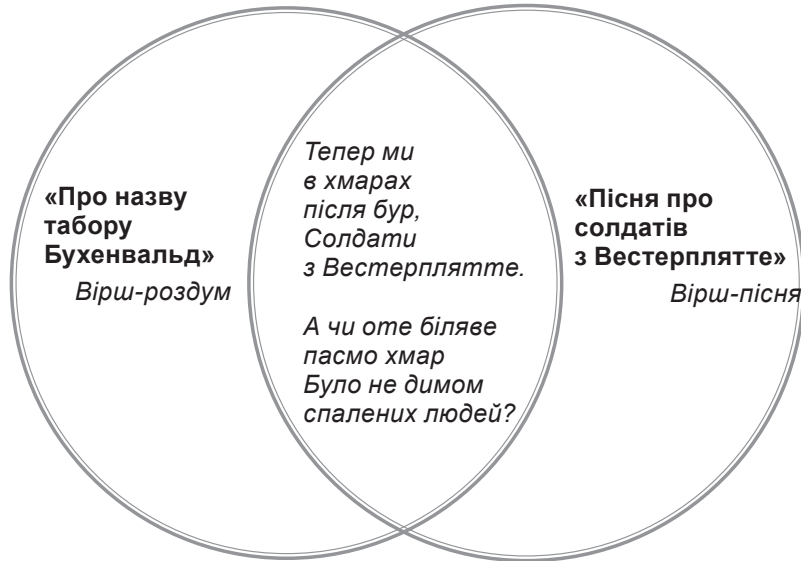 «Про назву
табору
Бухенвальд»
Вірш-роздум
Тепер ми
в хмарах
після бур,
Солдати
з Вестерплятте.
А чи оте біляве
пасмо хмар
Було не димом
спалених людей?
«Пісня про
солдатів
з Вестерплятте»
Вірш-пісня